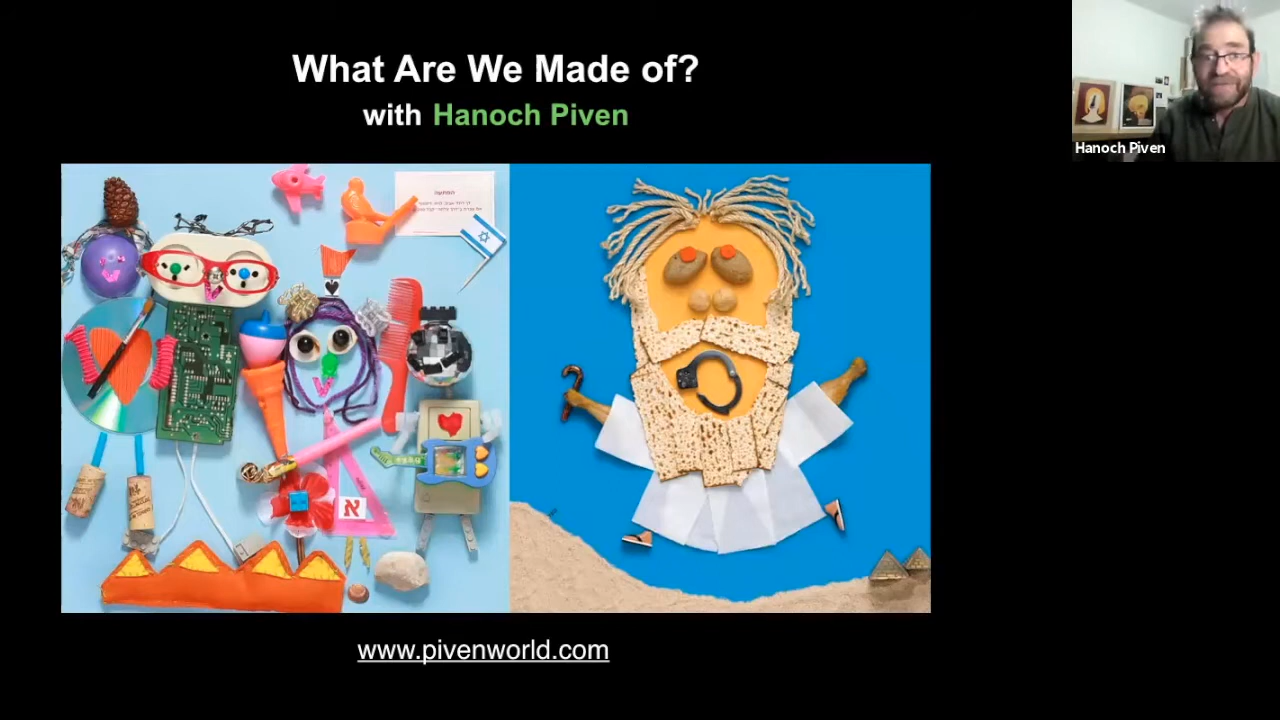 What Are We Made of?
with Hanoch Piven
Hanoch Piven
א
www.pivenworld.com